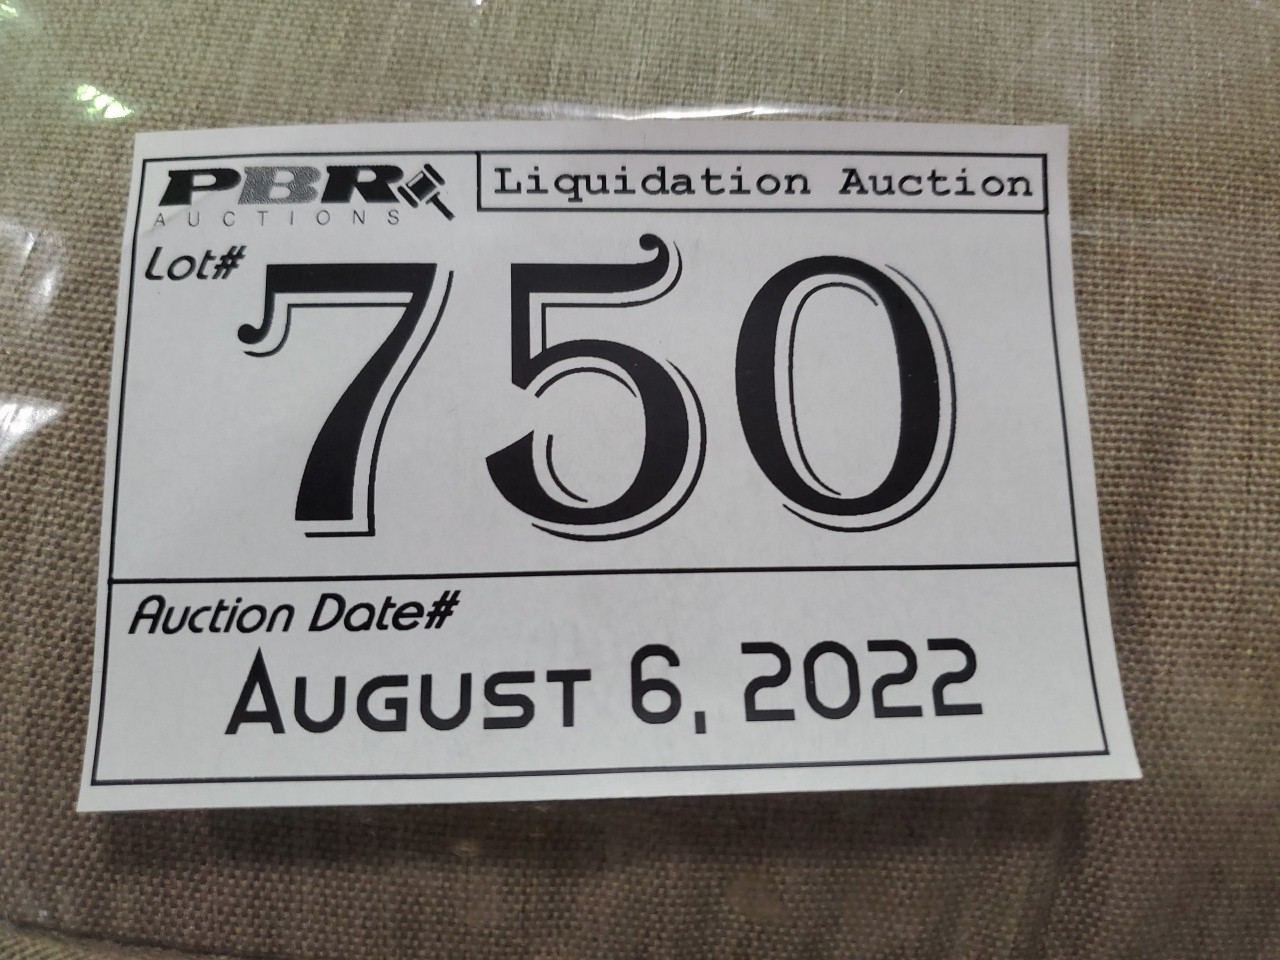 PBR
AUCTIONS
Liquidation Auction
Lot#
750
Auction Date#
August 6, 2022